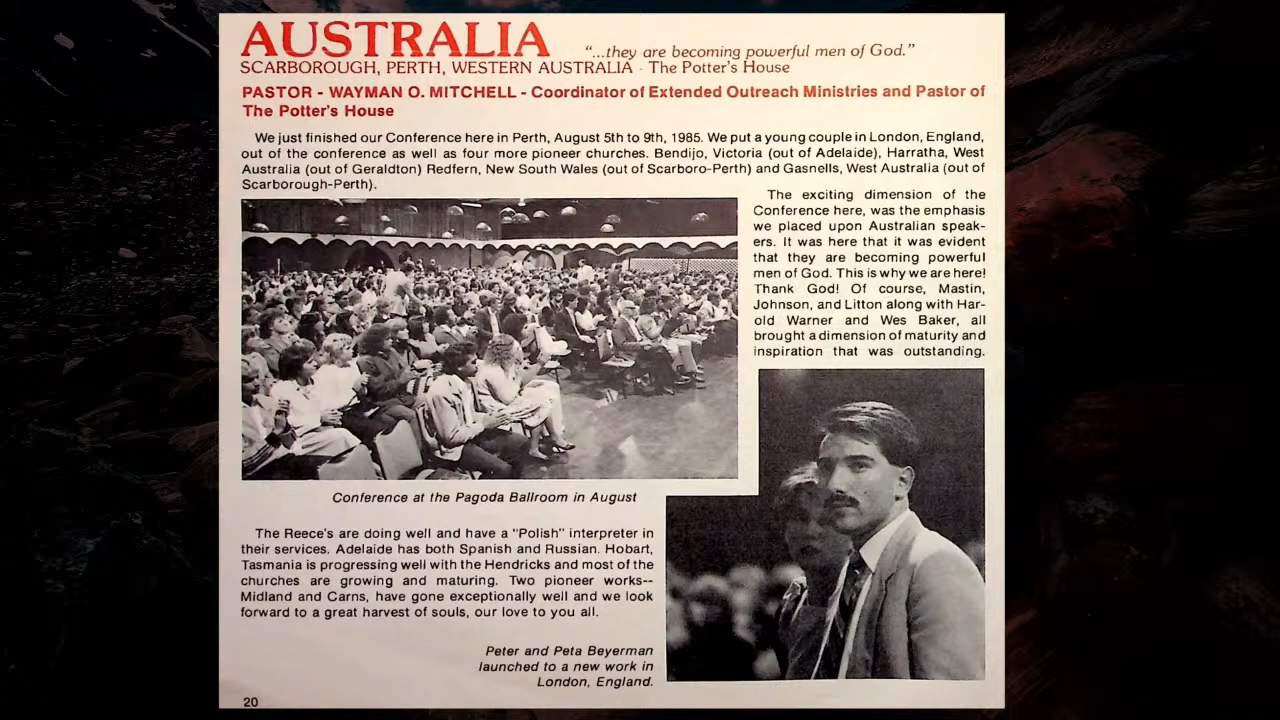 AUSTRALIA
"...they are becoming powerful men of God."
SCARBOROUGH, PERTH, WESTERN AUSTRALIA - The Potter's House
PASTOR - WAYMAN O. MITCHELL - Coordinator of Extended Outreach Ministries and Pastor of
The Potter's House
We just finished our Conference here in Perth, August 5th to 9th, 1985. We put a young couple in London, England,
out of the conference as well as four more pioneer churches. Bendijo, Victoria (out of Adelaide), Harratha, West
Australia (out of Geraldton) Redfern, New South Wales (out of Scarboro-Perth) and Gasnells, West Australia (out of
Scarborough-Perth).
The exciting dimension of the
Conference here, was the emphasis
we placed upon Australian speak-
ers. It was here that it was evident
that they are becoming powerful
men of God. This is why we are here!
Thank God! Of course, Mastin,
Johnson, and Litton along with Har-
old Warner and Wes Baker, all
brought a dimension of maturity and
inspiration that was outstanding.
Conference at the Pagoda Ballroom in August
The Reece's are doing well and have a "Polish" interpreter in
their services. Adelaide has both Spanish and Russian. Hobart,
Tasmania is progressing well with the Hendricks and most of the
churches are growing and maturing. Two pioneer works--
Midland and Carns, have gone exceptionally well and we look
forward to a great harvest of souls, our love to you all.
Peter and Peta Beyerman
launched to a new work in
London, England.
20